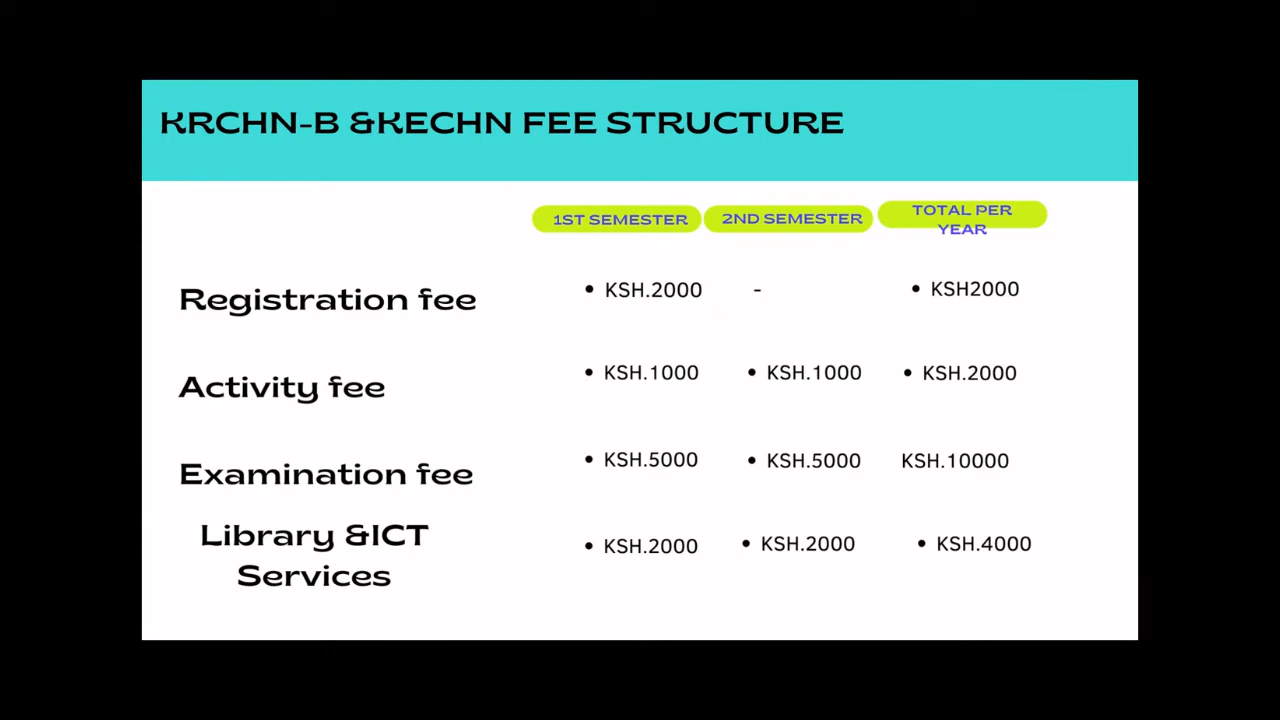 KRCHN-B &KECHN FEE STRUCTURE
1ST SEMESTER 2ND SEMESTER TOTAL PER YEAR
Registration fee • KSH.2000 - • KSH2000
Activity fee • KSH.1000 • KSH.1000 • KSH.2000
Examination fee • KSH.5000 • KSH.5000 KSH.10000
Library &ICT
Services • KSH.2000 • KSH.2000 • KSH.4000